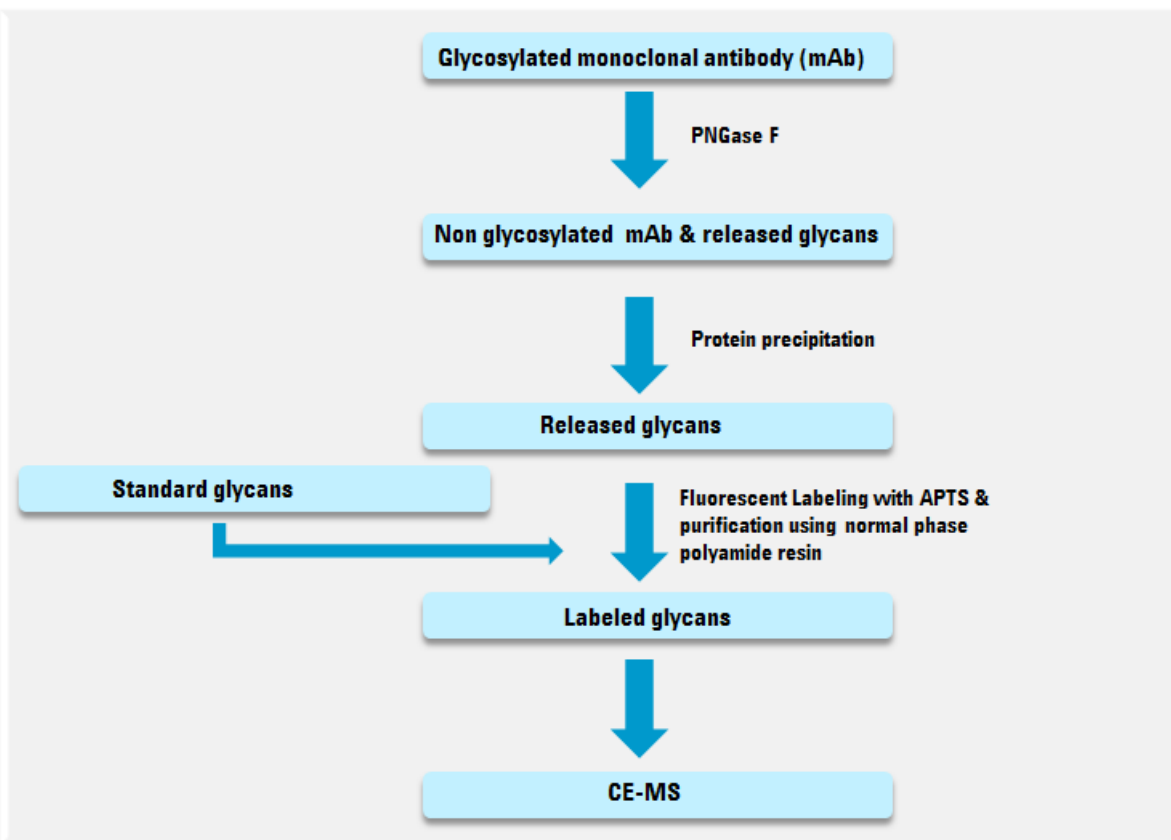 Glycosylated monoclonal antibody (mAb)
PNGase F
Non glycosylated mAb & released glycans
Protein precipitation
Released glycans
Standard glycans
Fluorescent Labeling with APTS &
purification using normal phase
polyamide resin
Labeled glycans
CE-MS